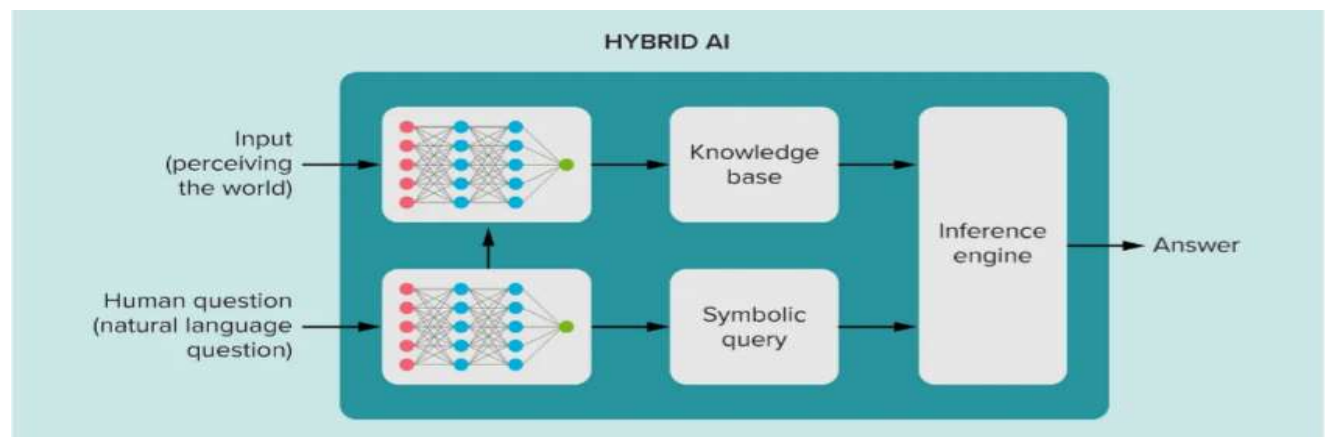 HYBRID AI
Input
(perceiving
the world)
Knowledge
base
Inference
engine
Answer
Human question
(natural language
question)
Symbolic
query